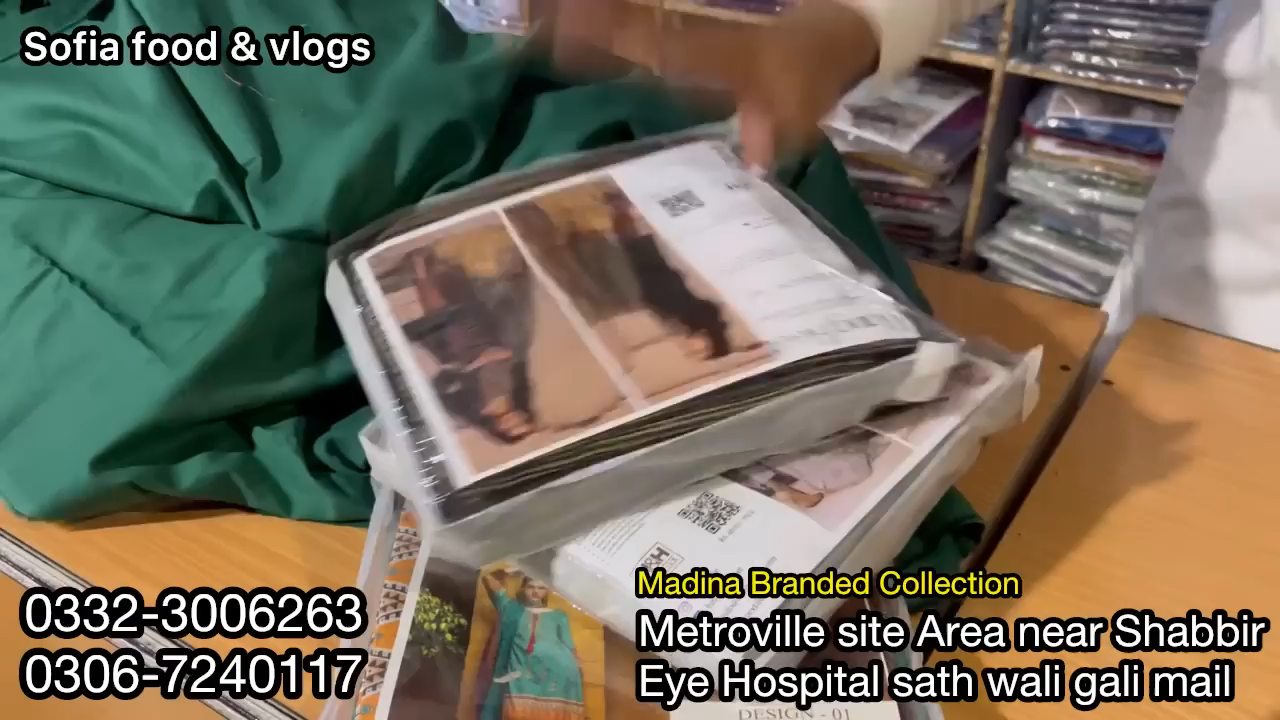 Sofia food & vlogs
0332-3006263
0306-7240117
Madina Branded Collection
Metroville site Area near Shabbir
Eye Hospital sath wali gali mail
DESIGN - 01